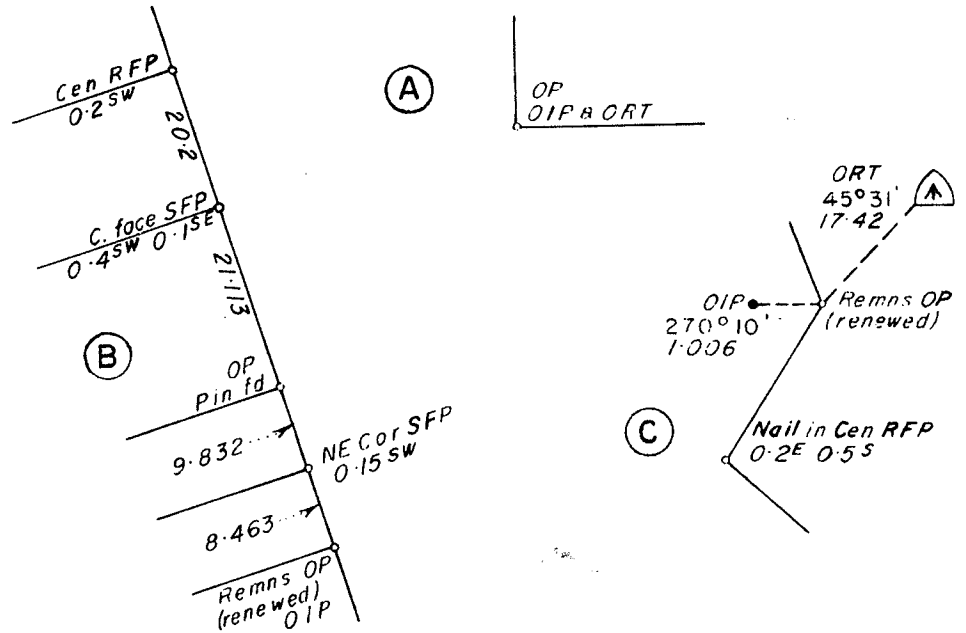 Cen RFP
0·2 SW
20·2
C. face SFP
0·4 SW 0·1 SE
21·113
B
OP
Pin fd
9·832
NE Cor SFP
0·15 SW
8·463
Remns OP
(renewed)
OIP
A
OP
OIP & ORT
ORT
45°31'
17·42
OIP
270°10'
1·006
Remns OP
(renewed)
C
Nail in Cen RFP
0·2E 0·5S